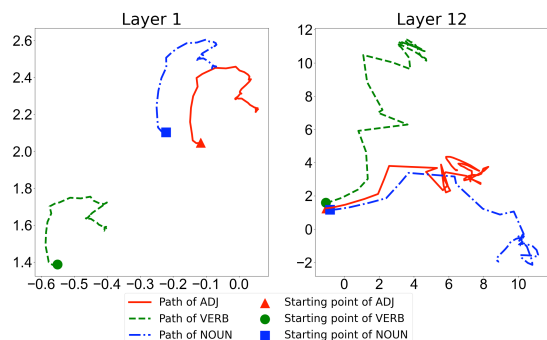 Layer 1
Layer 12
2.6
2.4
2.2
2.0
1.8
1.6
1.4
−0.6 −0.5 −0.4 −0.3 −0.2 −0.1 0.0
12
10
8
6
4
2
0
−2
0 2 4 6 8 10
Path of ADJ
Path of VERB
Path of NOUN
Starting point of ADJ
Starting point of VERB
Starting point of NOUN